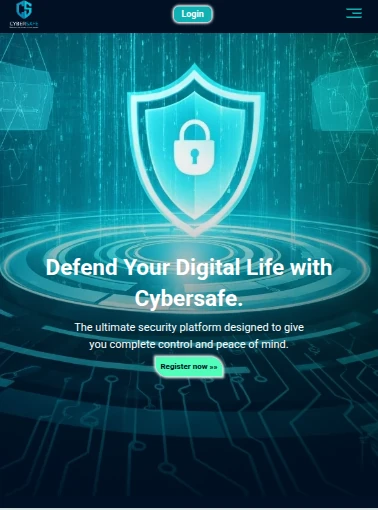 Login
CYBERSAFE
Defend Your Digital Life with
Cybersafe.
The ultimate security platform designed to give
you complete control and peace of mind.
Register now »»